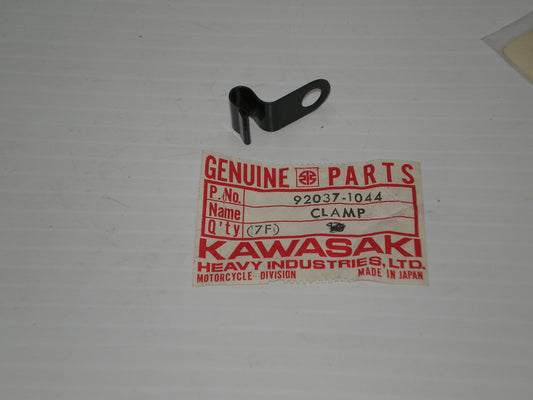 GENUINE PARTS
P. No. 92037-1044
Name CLAMP
Q'ty (7F)
KAWASAKI
HEAVY INDUSTRIES, LTD.
MOTORCYCLE DIVISION MADE IN JAPAN